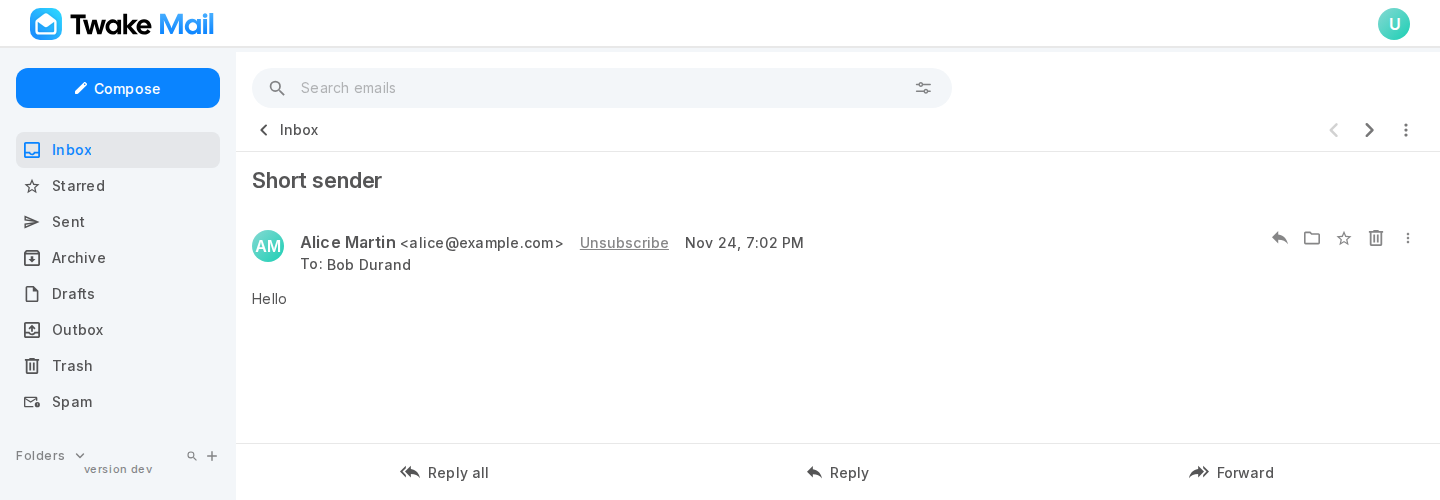 Twake Mail
U
Compose
Search emails
Inbox
Inbox
Starred
Sent
Archive
Drafts
Outbox
Trash
Spam
Folders
version dev
Short sender
AM
Alice Martin <alice@example.com> Unsubscribe Nov 24, 7:02 PM
To: Bob Durand
Hello
Reply all
Reply
Forward